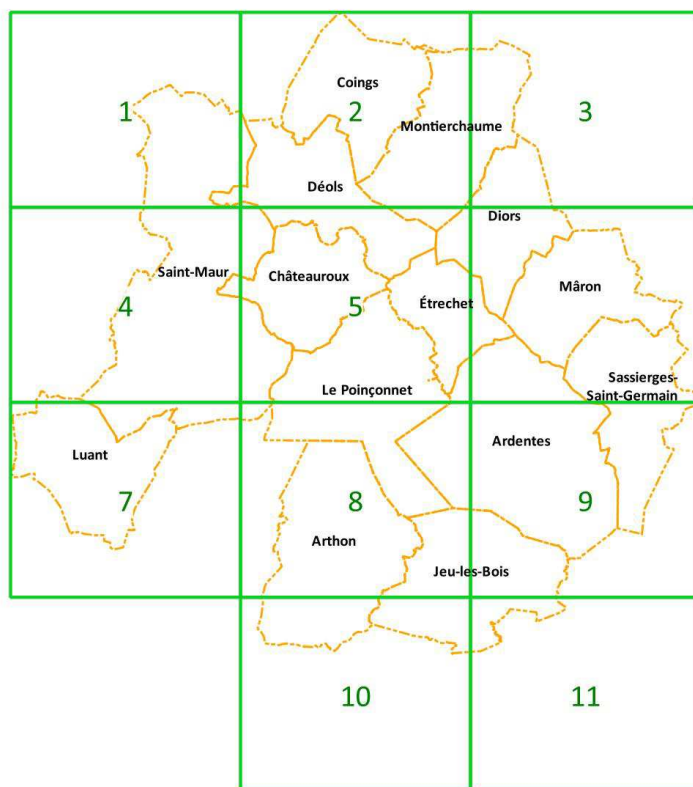 Coings
1
2
3
Montierchaume
Déols
Diors
Saint-Maur
Châteauroux
Mâron
4
5
Étrechet
Sassierges-
Saint-Germain
Le Poinçonnet
Luant
Ardentes
7
8
9
Arthon
Jeu-les-Bois
10
11